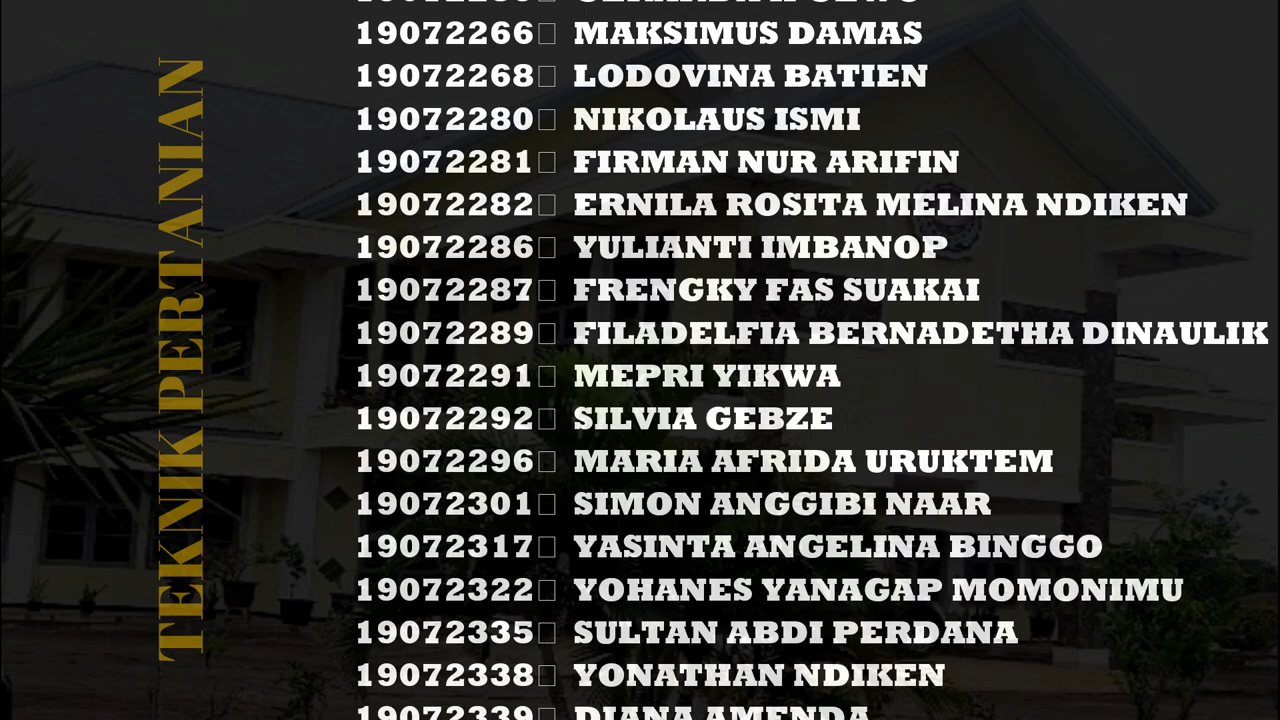 TEKNIK PERTANIAN
19072266 MAKSIMUS DAMAS
19072268 LODOVINA BATIEN
19072280 NIKOLAUS ISMI
19072281 FIRMAN NUR ARIFIN
19072282 ERNILA ROSITA MELINA NDIKEN
19072286 YULIANTI IMBANOP
19072287 FRENGKY FAS SUAKAI
19072289 FILADELFIA BERNADETHA DINAULIK
19072291 MEPRI YIKWA
19072292 SILVIA GEBZE
19072296 MARIA AFRIDA URUKTEM
19072301 SIMON ANGGIBI NAAR
19072317 YASINTA ANGELINA BINGGO
19072322 YOHANES YANAGAP MOMONIMU
19072335 SULTAN ABDI PERDANA
19072338 YONATHAN NDIKEN
19072339 DIANA AMENDA